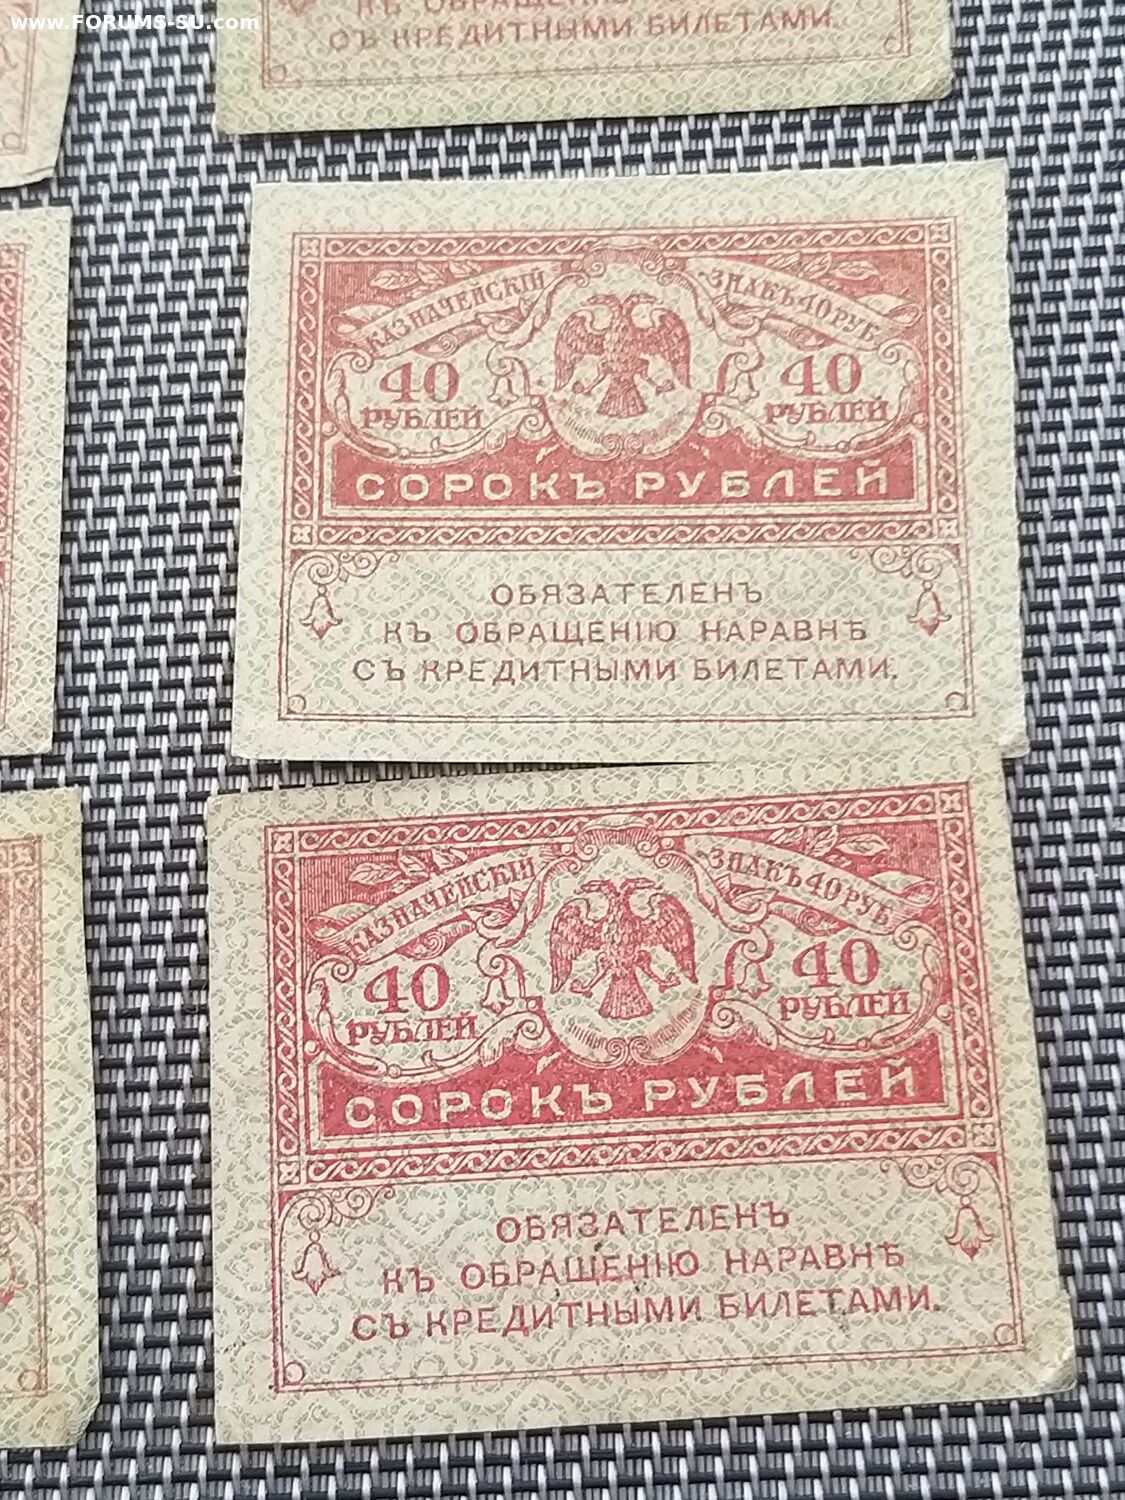 www.FORUMS-SU.com
КЪ ОБРАЩЕНІЮ
СЪ КРЕДИТНЫМИ БИЛЕТАМИ.
КАЗНАЧЕЙСКІЙ ЗНАКЪ 40 РУБ
40 РУБЛЕЙ
40 РУБЛЕЙ
СОРОКЪ РУБЛЕЙ
ОБЯЗАТЕЛЕНЪ
КЪ ОБРАЩЕНІЮ НАРАВНѢ
СЪ КРЕДИТНЫМИ БИЛЕТАМИ.
КАЗНАЧЕЙСКІЙ ЗНАКЪ 40 РУБ
40 РУБЛЕЙ
40 РУБЛЕЙ
СОРОКЪ РУБЛЕЙ
ОБЯЗАТЕЛЕНЪ
КЪ ОБРАЩЕНІЮ НАРАВНѢ
СЪ КРЕДИТНЫМИ БИЛЕТАМИ.